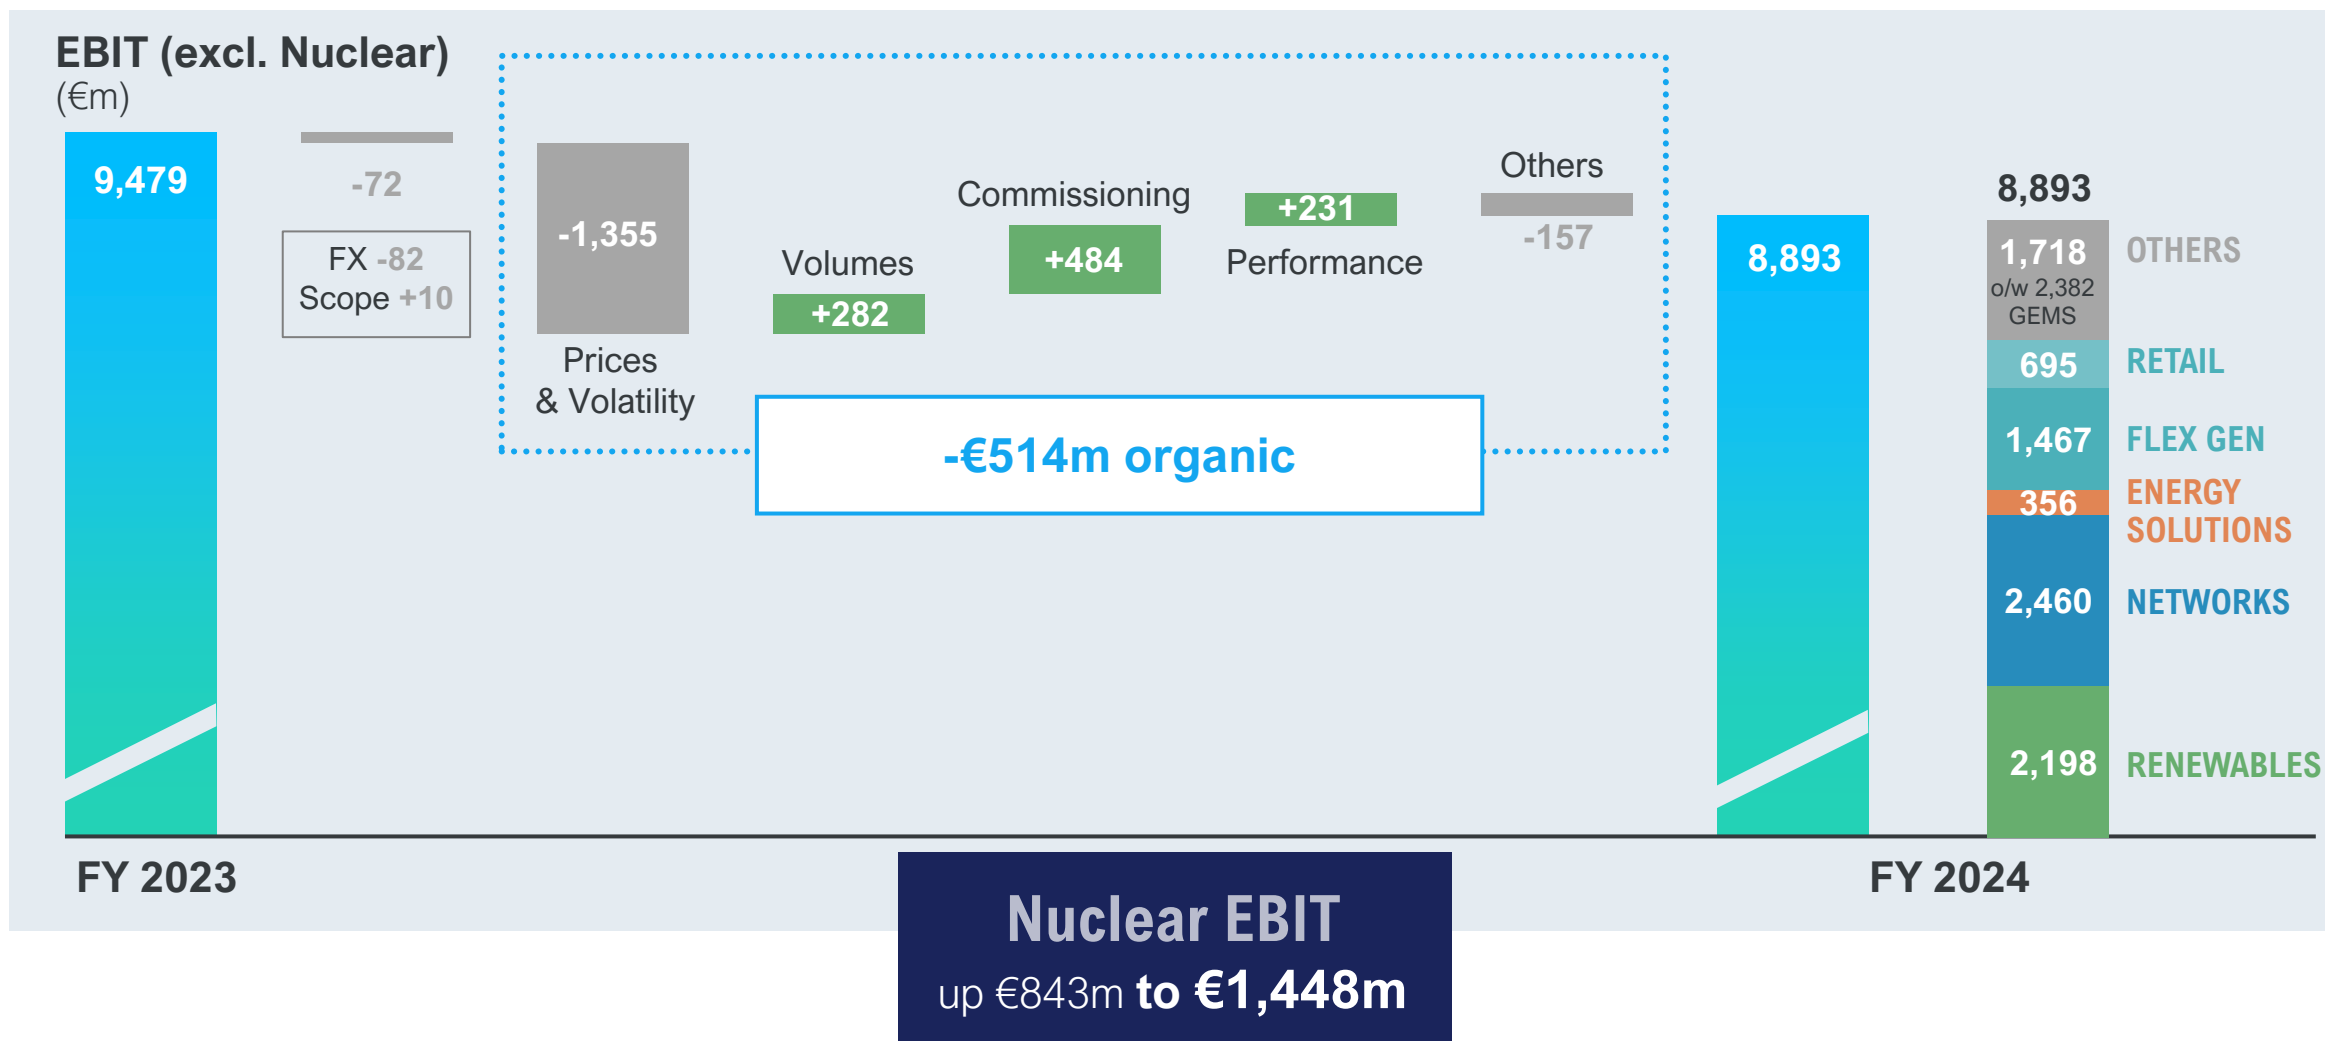 EBIT (excl. Nuclear)
(€m)
9,479
-72
FX -82
Scope +10
-1,355
Prices
& Volatility
Volumes
+282
Commissioning
+484
+231
Performance
Others
-157
-€514m organic
8,893
8,893
1,718
o/w 2,382
GEMS
OTHERS
695
RETAIL
1,467
FLEX GEN
356
ENERGY
SOLUTIONS
2,460
NETWORKS
2,198
RENEWABLES
FY 2023
FY 2024
Nuclear EBIT
up €843m to €1,448m